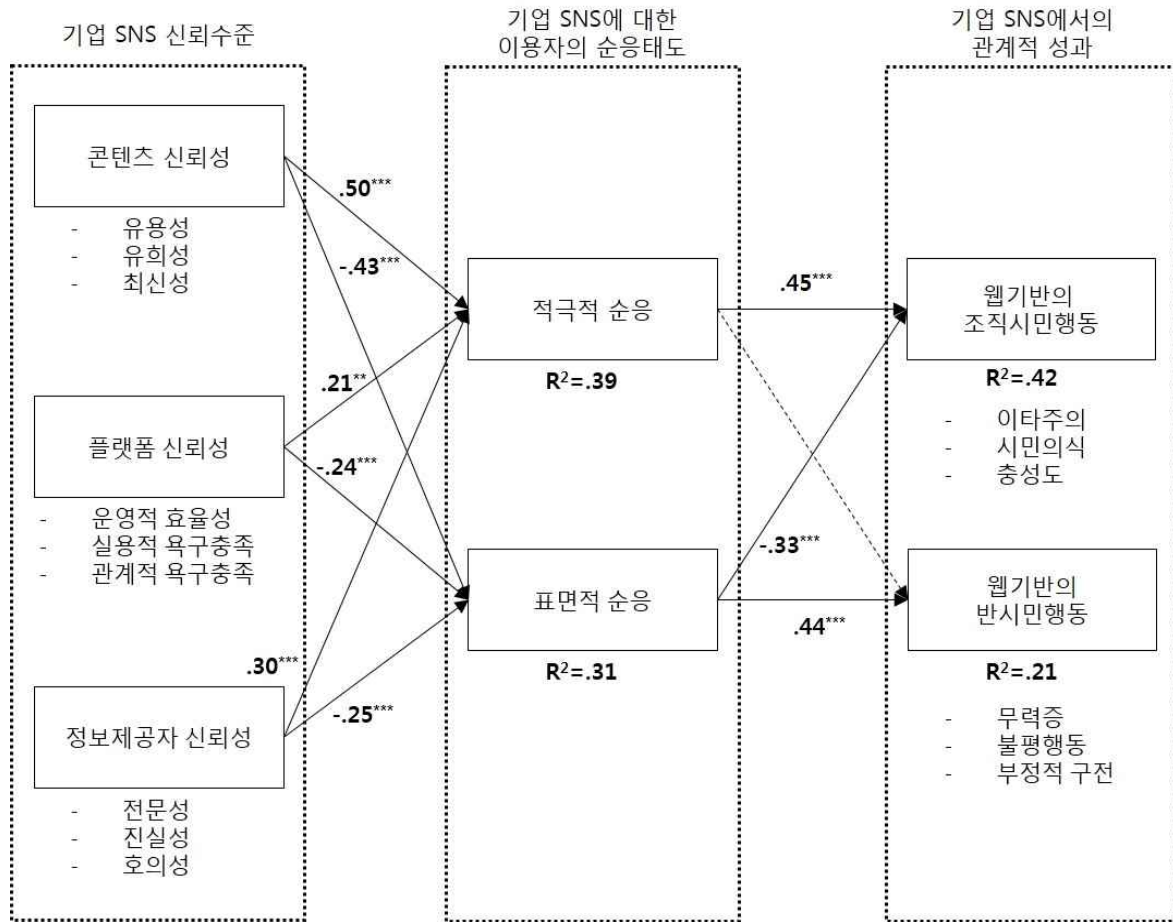 기업 SNS 신뢰수준
콘텐츠 신뢰성
- 유용성
- 유희성
- 최신성
플랫폼 신뢰성
- 운영적 효율성
- 실용적 욕구충족
- 관계적 욕구충족
정보제공자 신뢰성
- 전문성
- 진실성
- 호의성
.50***
-.43***
.21**
-.24***
.30***
-.25***
기업 SNS에 대한
이용자의 순응태도
적극적 순응
R²=.39
표면적 순응
R²=.31
.45***
-.33***
.44***
기업 SNS에서의
관계적 성과
웹기반의
조직시민행동
R²=.42
- 이타주의
- 시민의식
- 충성도
웹기반의
반시민행동
R²=.21
- 무력증
- 불평행동
- 부정적 구전